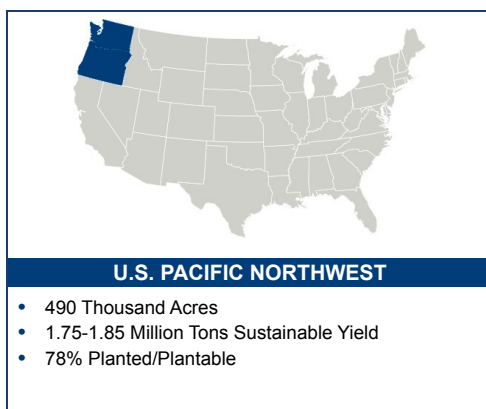 U.S. PACIFIC NORTHWEST
• 490 Thousand Acres
• 1.75-1.85 Million Tons Sustainable Yield
• 78% Planted/Plantable